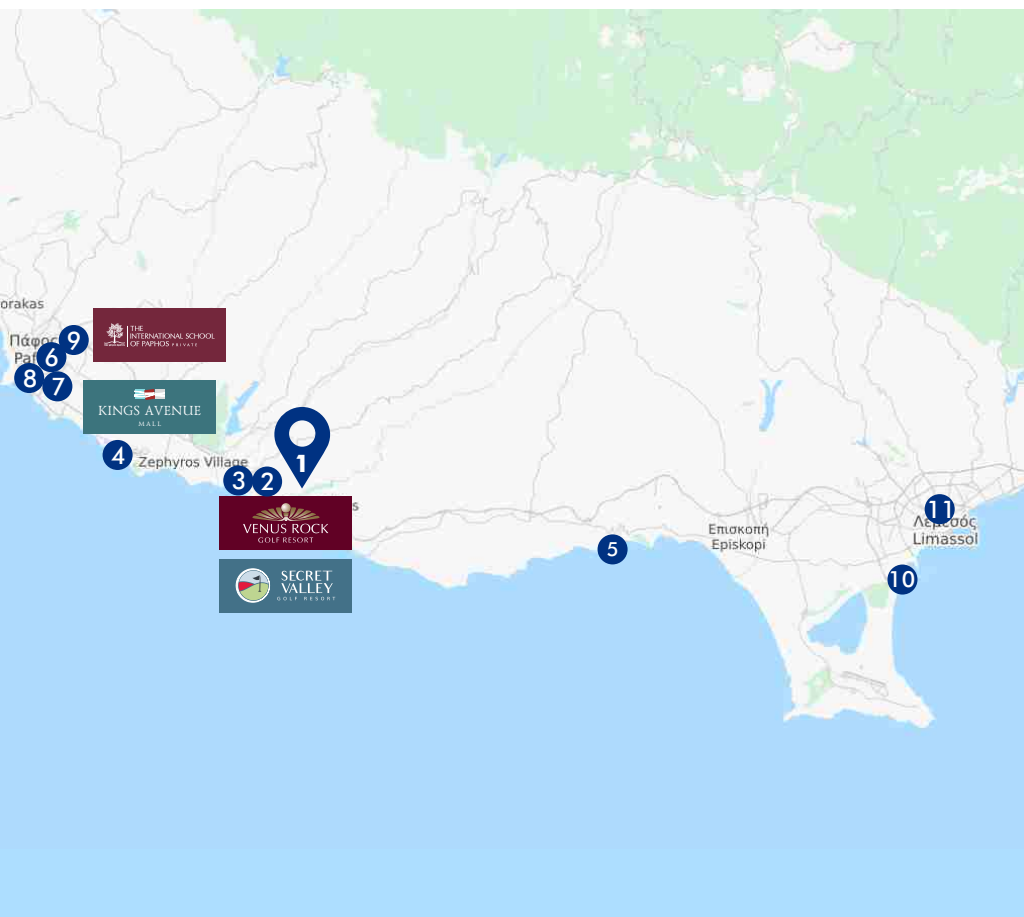 orakas
THE
INTERNATIONAL SCHOOL
OF PAPHOS PRIVATE
9
Πάφος
6
Paf
8
7
KINGS AVENUE
MALL
4
Zephyros Village
1
3
2
s
VENUS ROCK
GOLF RESORT
SECRET
VALLEY
GOLF RESORT
5
Επισκοπή
Episkopi
11
Λεμεσός
Limassol
10